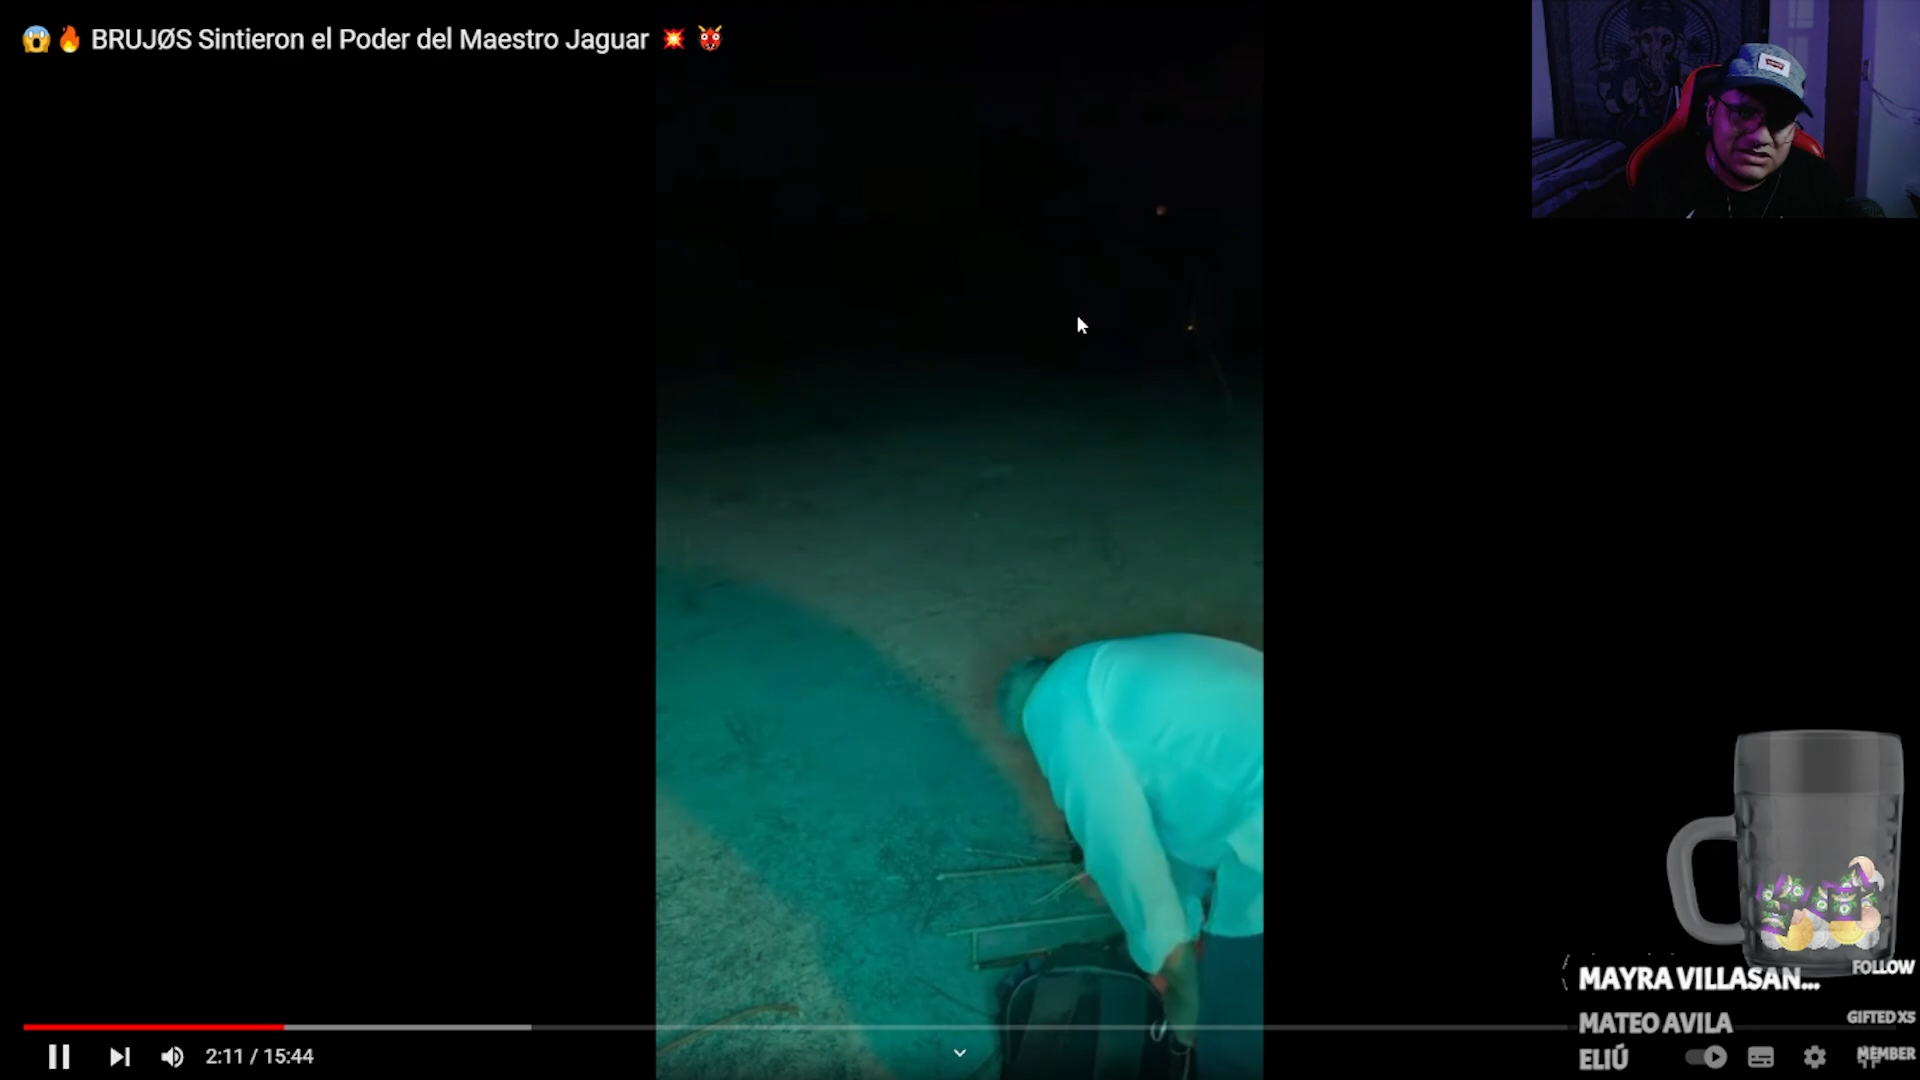 😱🔥 BRUJØS Sintieron el Poder del Maestro Jaguar 💥 👹
MAYRA VILLASAN...
FOLLOW
MATEO AVILA
GIFTED X5
ELIÚ
MEMBER
2:11 / 15:44